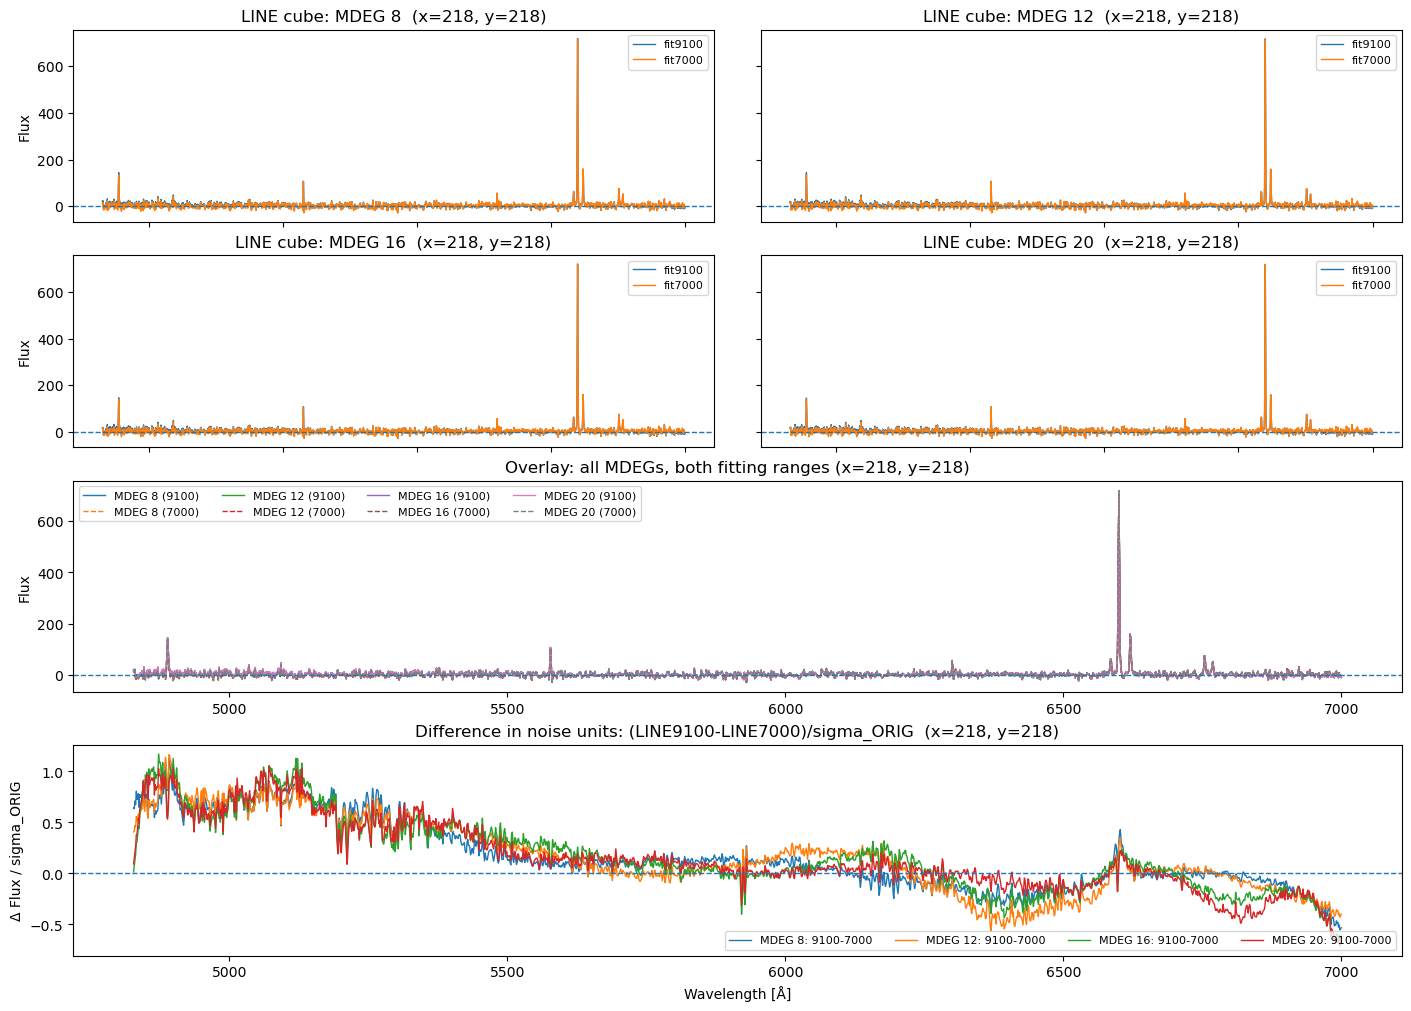 LINE cube: MDEG 8  (x=218, y=218)
LINE cube: MDEG 12  (x=218, y=218)
fit9100
fit7000
fit9100
fit7000
600
400
200
0
Flux
LINE cube: MDEG 16  (x=218, y=218)
LINE cube: MDEG 20  (x=218, y=218)
fit9100
fit7000
fit9100
fit7000
600
400
200
0
Flux
Overlay: all MDEGs, both fitting ranges (x=218, y=218)
MDEG 8 (9100) MDEG 12 (9100) MDEG 16 (9100) MDEG 20 (9100)
MDEG 8 (7000) MDEG 12 (7000) MDEG 16 (7000) MDEG 20 (7000)
600
400
200
0
Flux
5000 5500 6000 6500 7000
Difference in noise units: (LINE9100-LINE7000)/sigma_ORIG  (x=218, y=218)
1.0
0.5
0.0
−0.5
Δ Flux / sigma_ORIG
MDEG 8: 9100-7000 MDEG 12: 9100-7000 MDEG 16: 9100-7000 MDEG 20: 9100-7000
5000 5500 6000 6500 7000
Wavelength [Å]